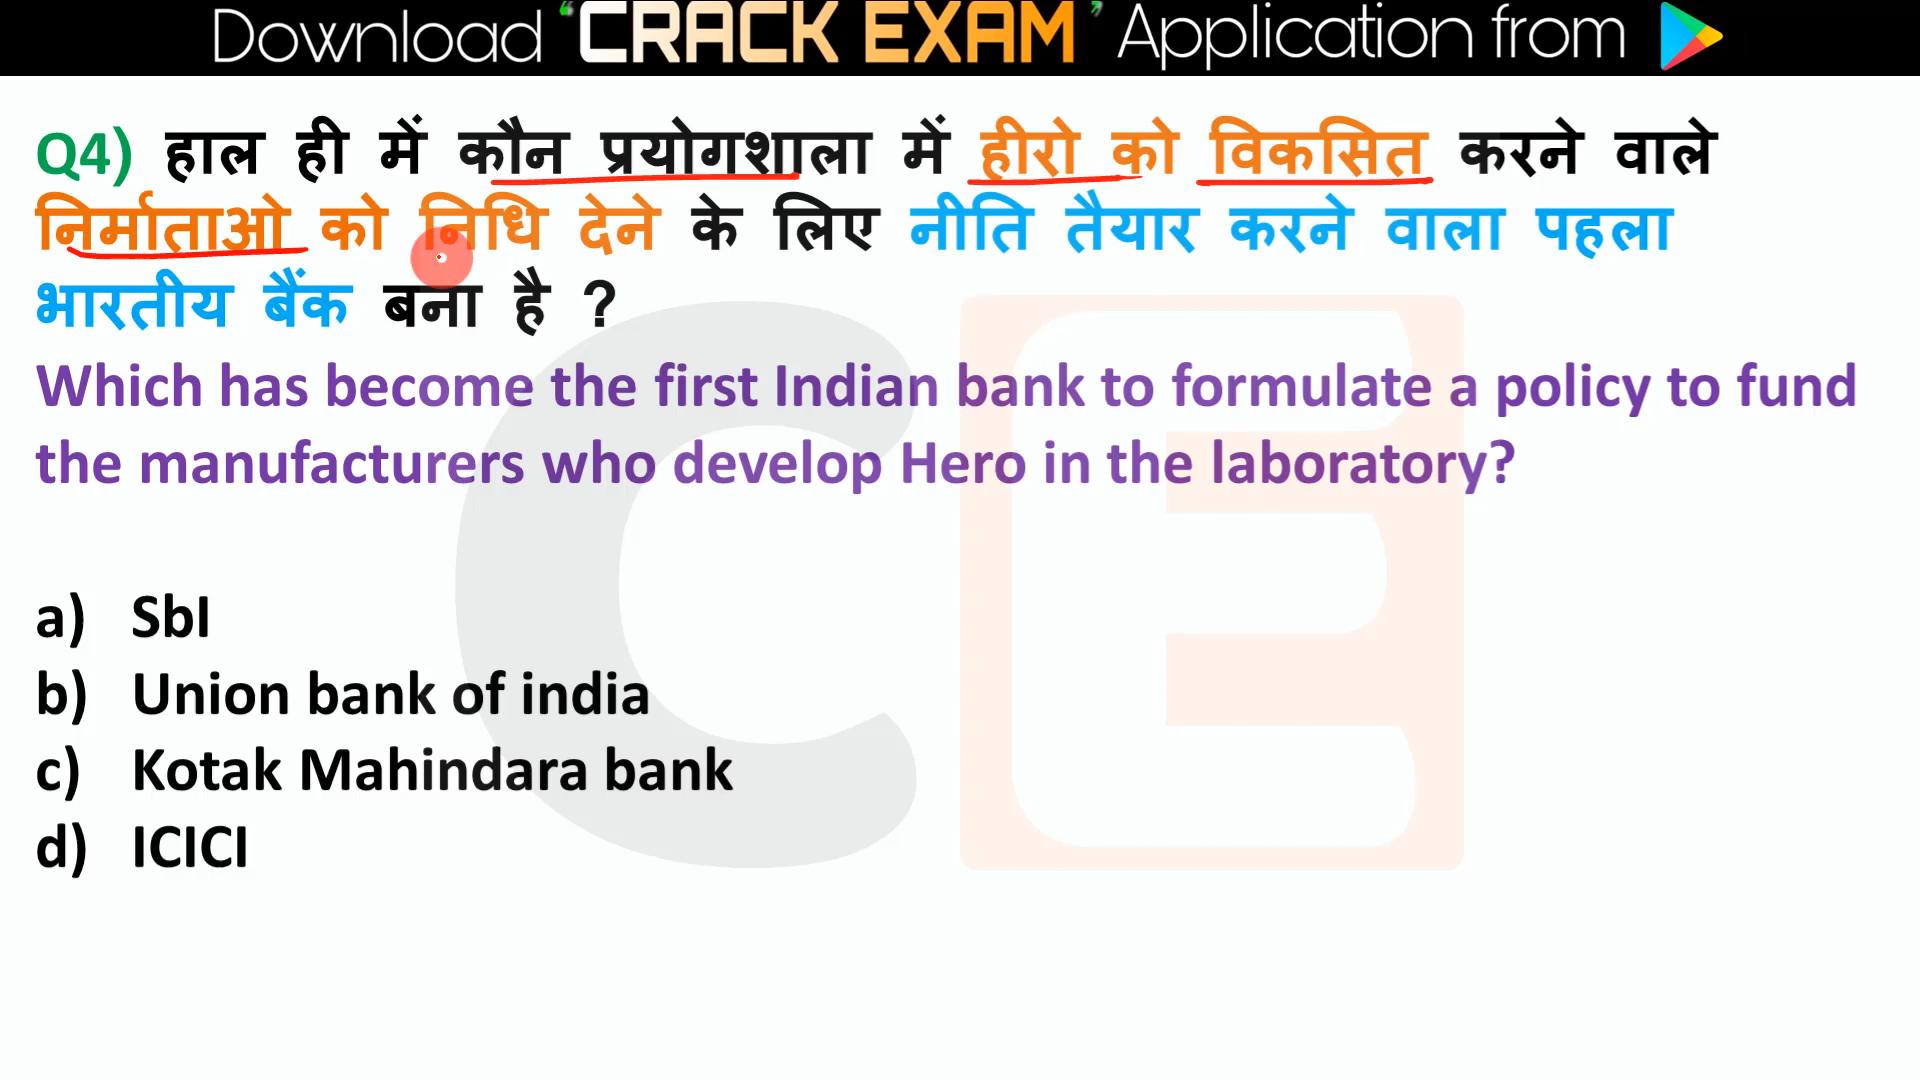 Download ‘CRACK EXAM’ Application from
Q4) हाल ही में कौन प्रयोगशाला में हीरो को विकसित करने वाले
निर्माताओ को निधि देने के लिए नीति तैयार करने वाला पहला
भारतीय बैंक बना है ?
Which has become the first Indian bank to formulate a policy to fund
the manufacturers who develop Hero in the laboratory?
a) SbI
b) Union bank of india
c) Kotak Mahindara bank
d) ICICI
CE